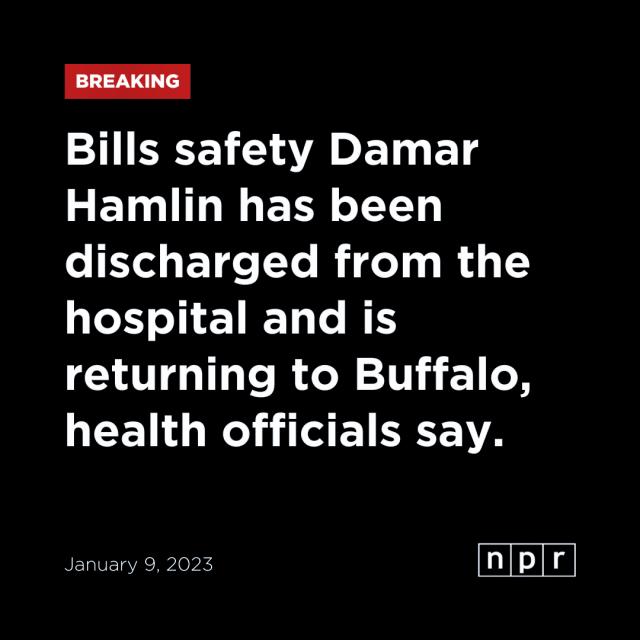 BREAKING
Bills safety Damar
Hamlin has been
discharged from the
hospital and is
returning to Buffalo,
health officials say.
January 9, 2023
npr